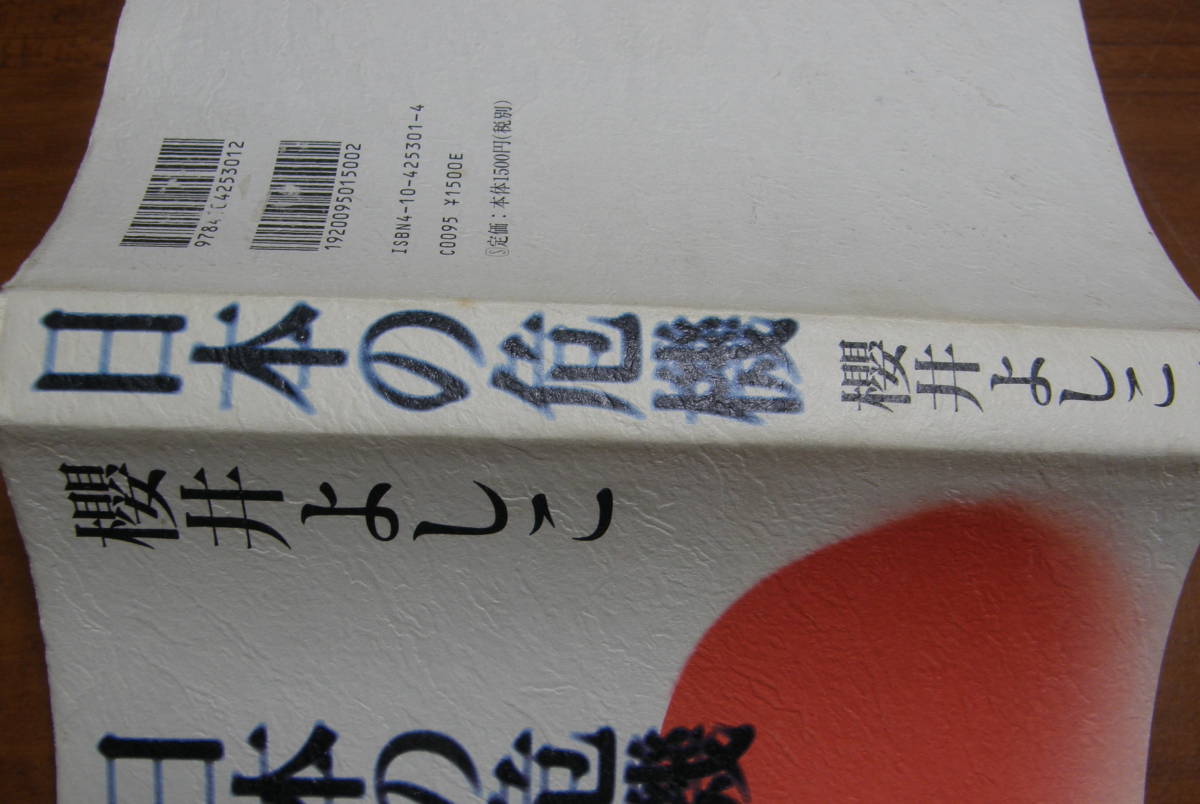 9784104253012
1920095015002
ISBN4-10-425301-4
C0095 ¥1500E
Ⓢ定価：本体1500円(税別)
日本の危機 櫻井よしこ
櫻井よしこ
日本の危機